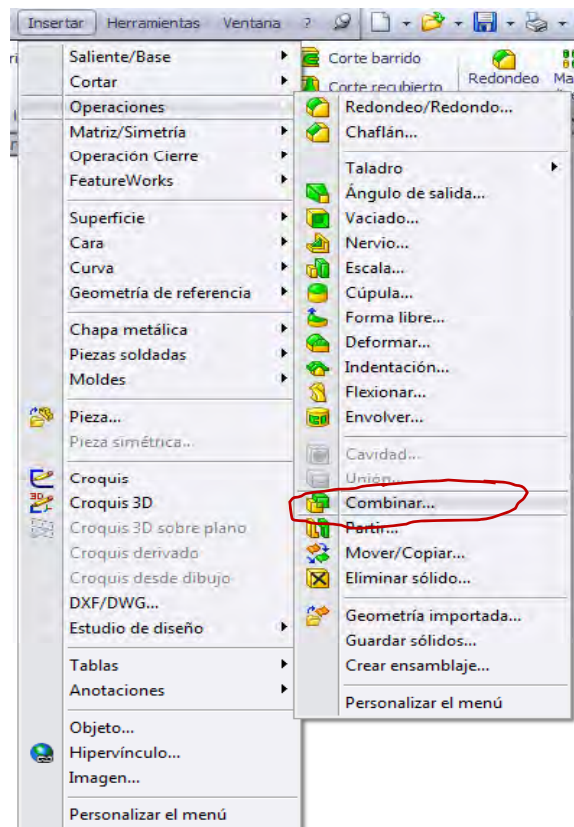 Insertar Herramientas Ventana ?
Saliente/Base
Cortar
Operaciones
Matriz/Simetría
Operación Cierre
FeatureWorks
Superficie
Cara
Curva
Geometría de referencia
Chapa metálica
Piezas soldadas
Moldes
Pieza...
Pieza simétrica...
Croquis
Croquis 3D
Croquis 3D sobre plano
Croquis derivado
Croquis desde dibujo
DXF/DWG...
Estudio de diseño
Tablas
Anotaciones
Objeto...
Hipervínculo...
Imagen...
Personalizar el menú
Corte barrido
Corte recubierto
Redondeo
Ma
Redondeo/Redondo...
Chaflán...
Taladro
Ángulo de salida...
Vaciado...
Nervio...
Escala...
Cúpula...
Forma libre...
Deformar...
Indentación...
Flexionar...
Envolver...
Cavidad...
Unión...
Combinar...
Partir...
Mover/Copiar...
Eliminar sólido...
Geometría importada...
Guardar sólidos...
Crear ensamblaje...
Personalizar el menú